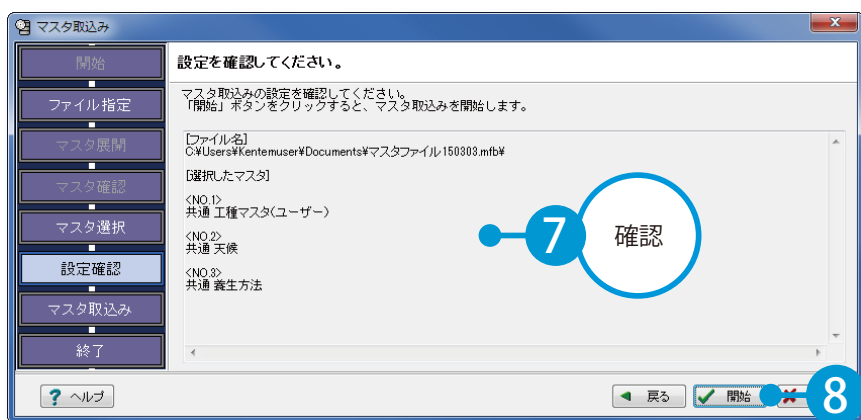 マスタ取込み
開始
ファイル指定
マスタ展開
マスタ確認
マスタ選択
設定確認
マスタ取込み
終了
設定を確認してください。
マスタ取込みの設定を確認してください。
「開始」ボタンをクリックすると、マスタ取込みを開始します。
[ファイル名]
C:¥Users¥Kentemuser¥Documents¥マスタファイル150303.mfb¥
[選択したマスタ]
<NO.1>
共通 工種マスタ(ユーザー)
<NO.2>
共通 天候
<NO.3>
共通 養生方法
7
確認
? ヘルプ
戻る
開始
8